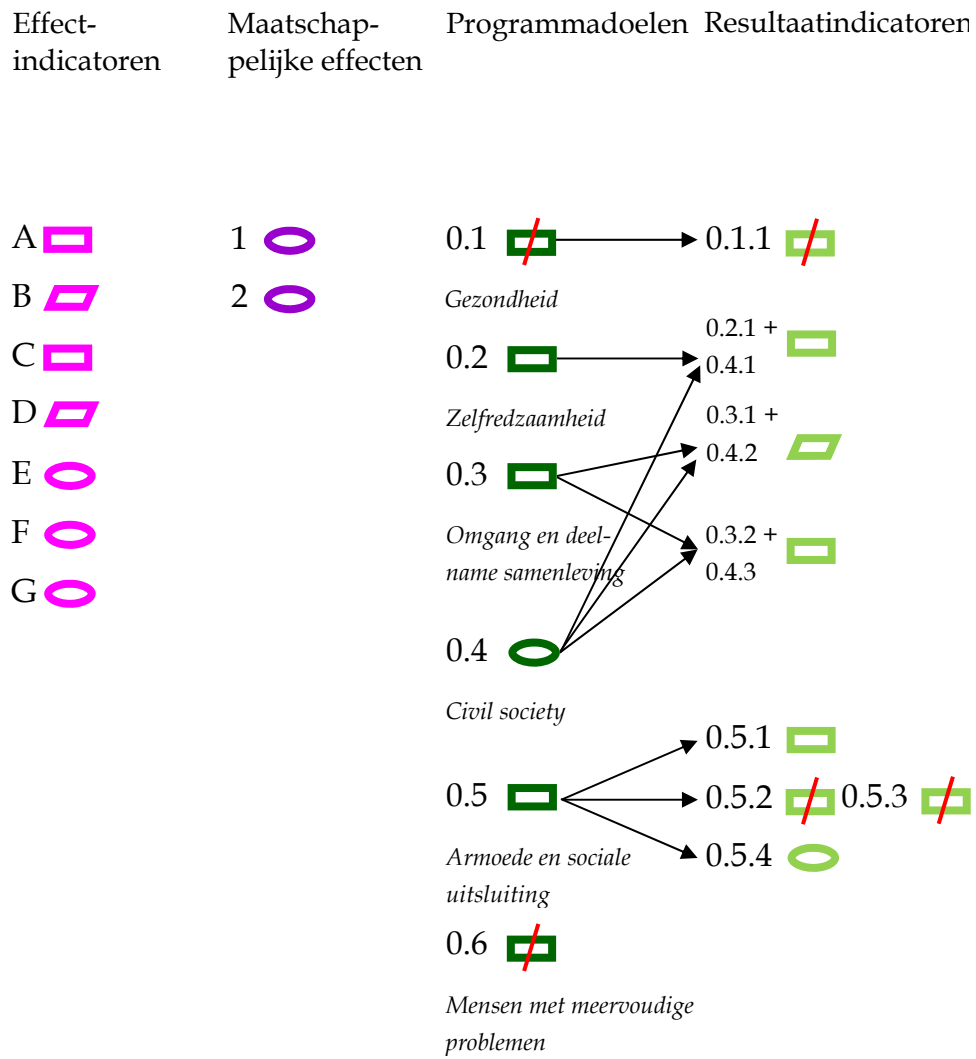 Effect-
indicatoren
Maatschap-
pelijke effecten
Programmadoelen
Resultaatindicatoren
A
B
C
D
E
F
G
1
2
0.1
Gezondheid
0.2
Zelfredzaamheid
0.3
Omgang en deel-
name samenleving
0.4
Civil society
0.5
Armoede en sociale
uitsluiting
0.6
Mensen met meervoudige
problemen
0.1.1
0.2.1 +
0.4.1
0.3.1 +
0.4.2
0.3.2 +
0.4.3
0.5.1
0.5.2 0.5.3
0.5.4